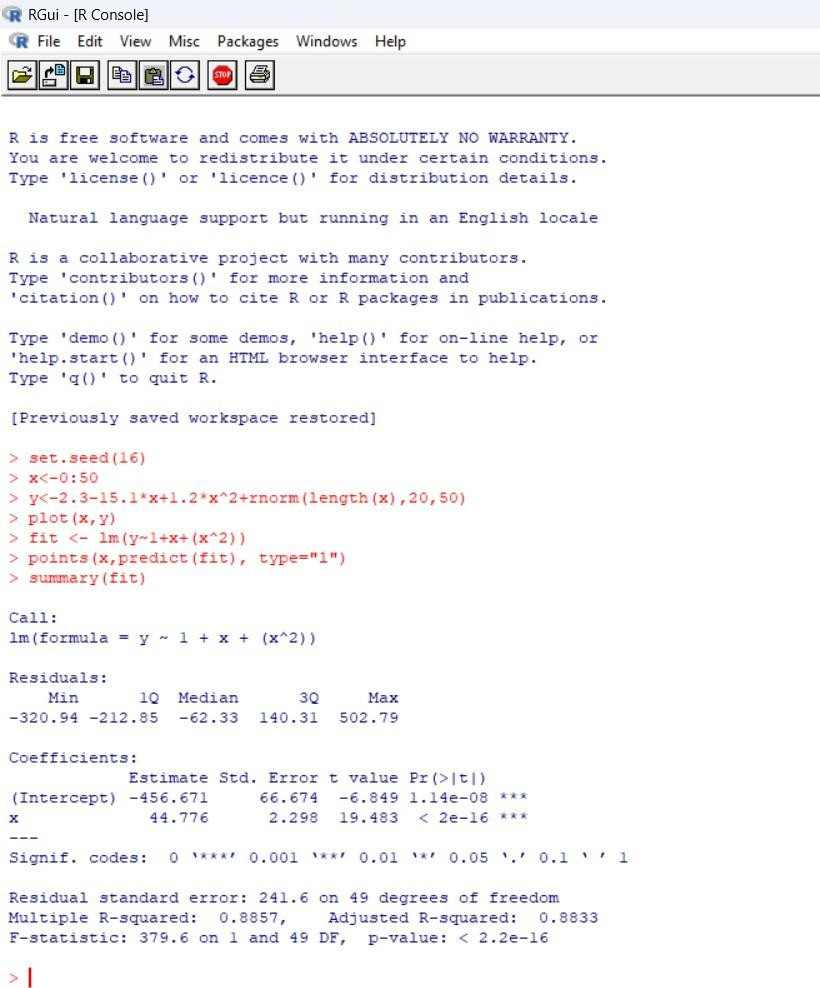 RGui - [R Console]
File Edit View Misc Packages Windows Help
STOP
R is free software and comes with ABSOLUTELY NO WARRANTY.
You are welcome to redistribute it under certain conditions.
Type 'license()' or 'licence()' for distribution details.
Natural language support but running in an English locale
R is a collaborative project with many contributors.
Type 'contributors()' for more information and
'citation()' on how to cite R or R packages in publications.
Type 'demo()' for some demos, 'help()' for on-line help, or
'help.start()' for an HTML browser interface to help.
Type 'q()' to quit R.
[Previously saved workspace restored]
> set.seed(16)
> x<-0:50
> y<-2.3-15.1*x+1.2*x^2+rnorm(length(x),20,50)
> plot(x,y)
> fit <- lm(y~1+x+(x^2))
> points(x,predict(fit), type="l")
> summary(fit)
Call:
lm(formula = y ~ 1 + x + (x^2))
Residuals:
Min 1Q Median 3Q Max
-320.94 -212.85 -62.33 140.31 502.79
Coefficients:
Estimate Std. Error t value Pr(>|t|)
(Intercept) -456.671 66.674 -6.849 1.14e-08 ***
x 44.776 2.298 19.483 < 2e-16 ***
---
Signif. codes: 0 ‘***’ 0.001 ‘**’ 0.01 ‘*’ 0.05 ‘.’ 0.1 ‘ ’ 1
Residual standard error: 241.6 on 49 degrees of freedom
Multiple R-squared: 0.8857, Adjusted R-squared: 0.8833
F-statistic: 379.6 on 1 and 49 DF, p-value: < 2.2e-16
>